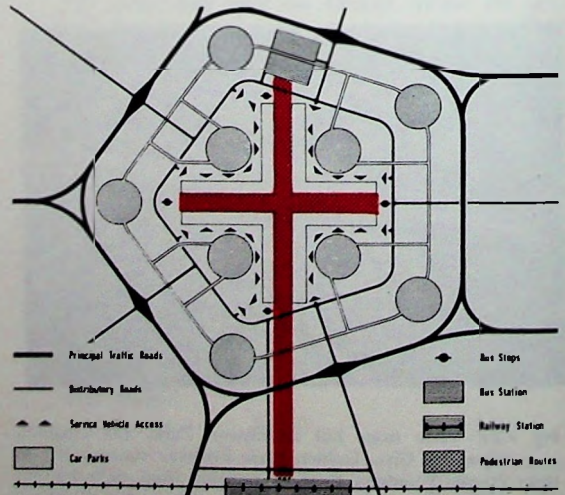 Principal Traffic Roads
Distributory Roads
Service Vehicle Access
Car Parks
Bus Stops
Bus Station
Railway Station
Pedestrian Routes